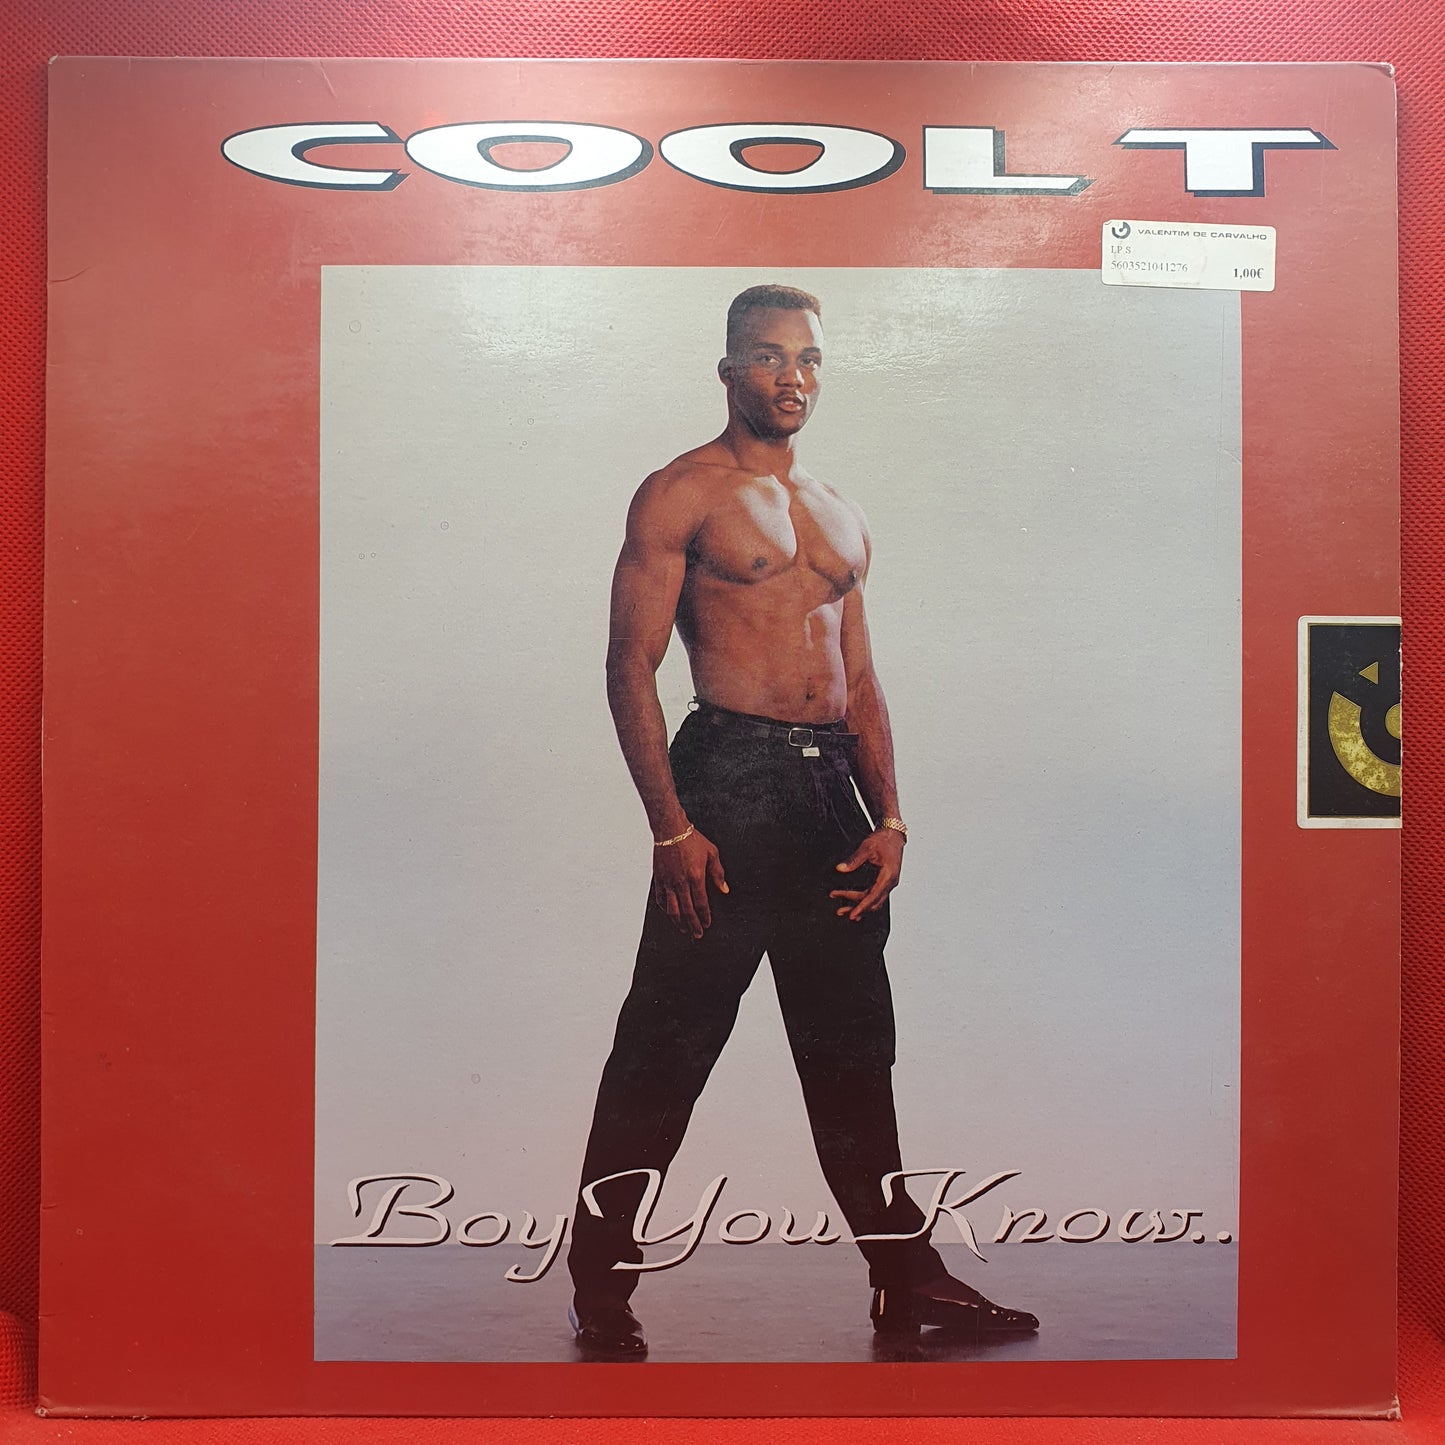 COOL T
VALENTIM DE CARVALHO
LP S
5603521041276 1,00€
Boy You Know..